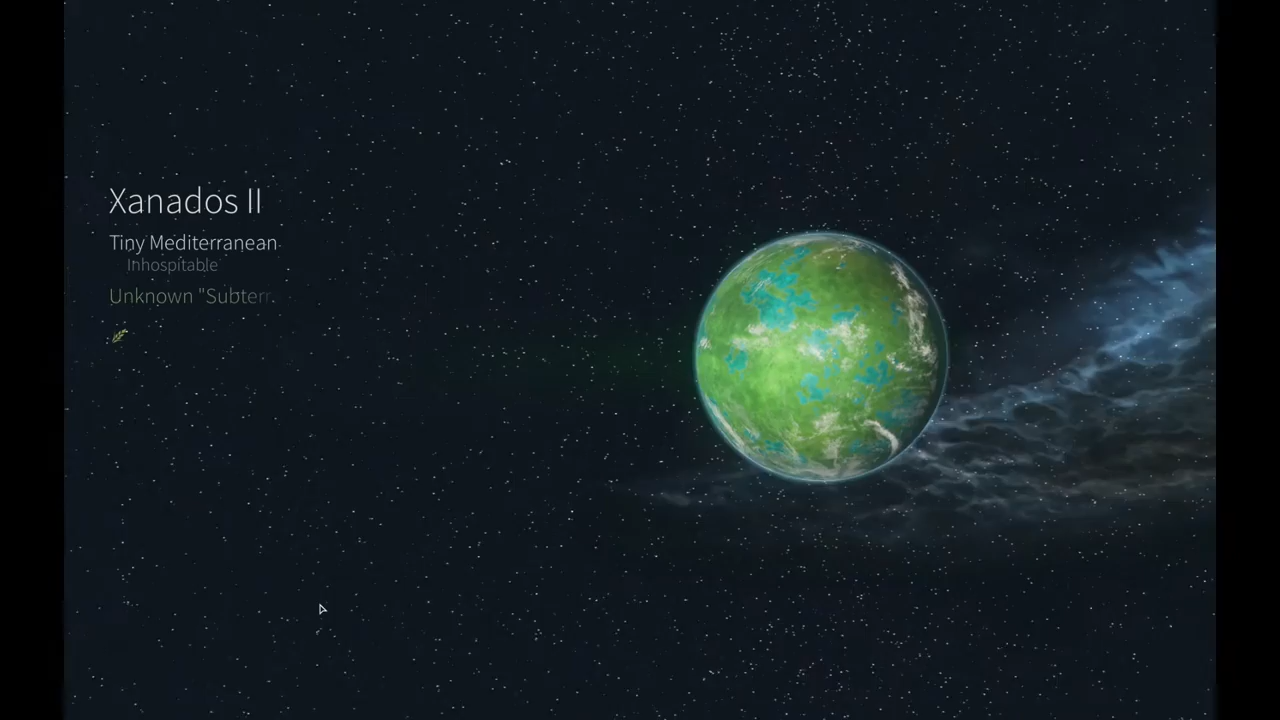 Xanados II
Tiny Mediterranean
Inhospitable
Unknown "Subterr